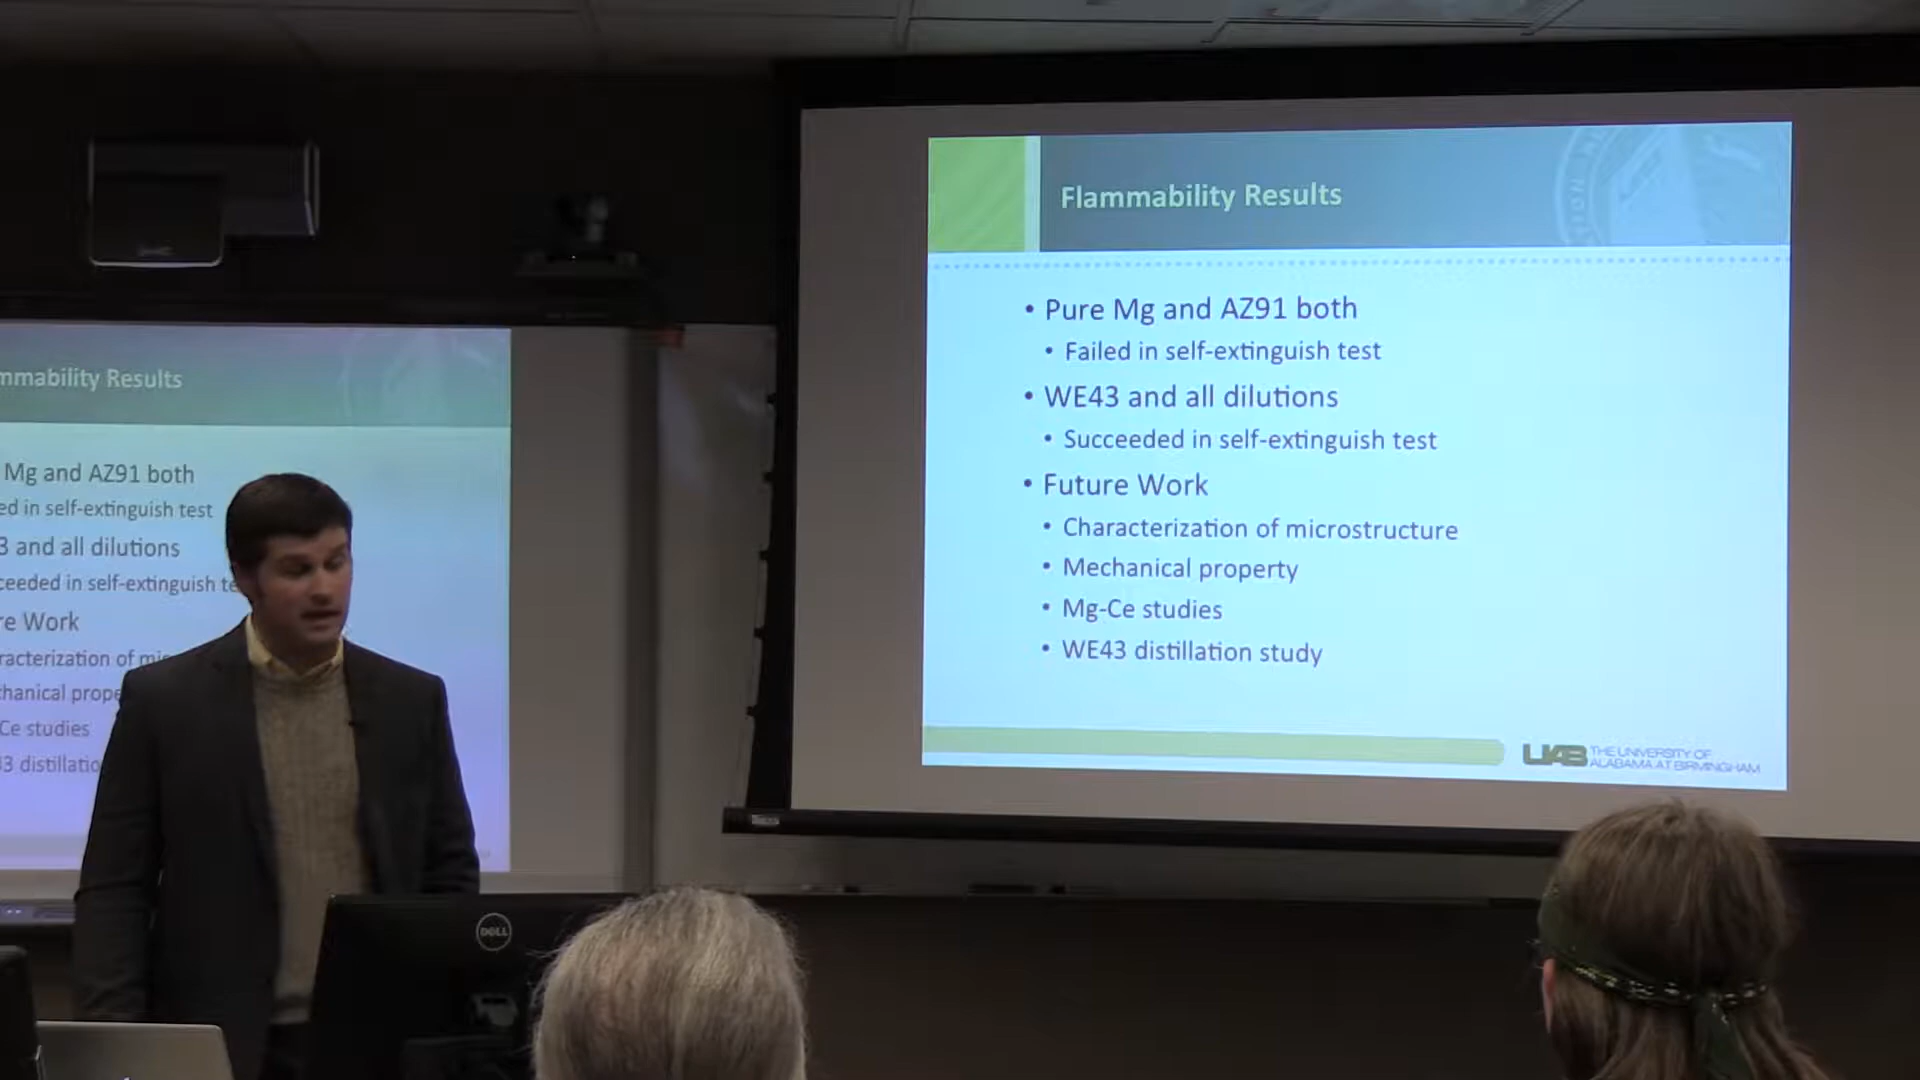 Flammability Results
• Pure Mg and AZ91 both
• Failed in self-extinguish test
• WE43 and all dilutions
• Succeeded in self-extinguish test
• Future Work
• Characterization of microstructure
• Mechanical property
• Mg-Ce studies
• WE43 distillation study
UAB THE UNIVERSITY OF
ALABAMA AT BIRMINGHAM
mmability Results
Mg and AZ91 both
ed in self-extinguish test
3 and all dilutions
ceeded in self-extinguish te
re Work
racterization of mic
chanical prope
Ce studies
43 distillatio
DELL